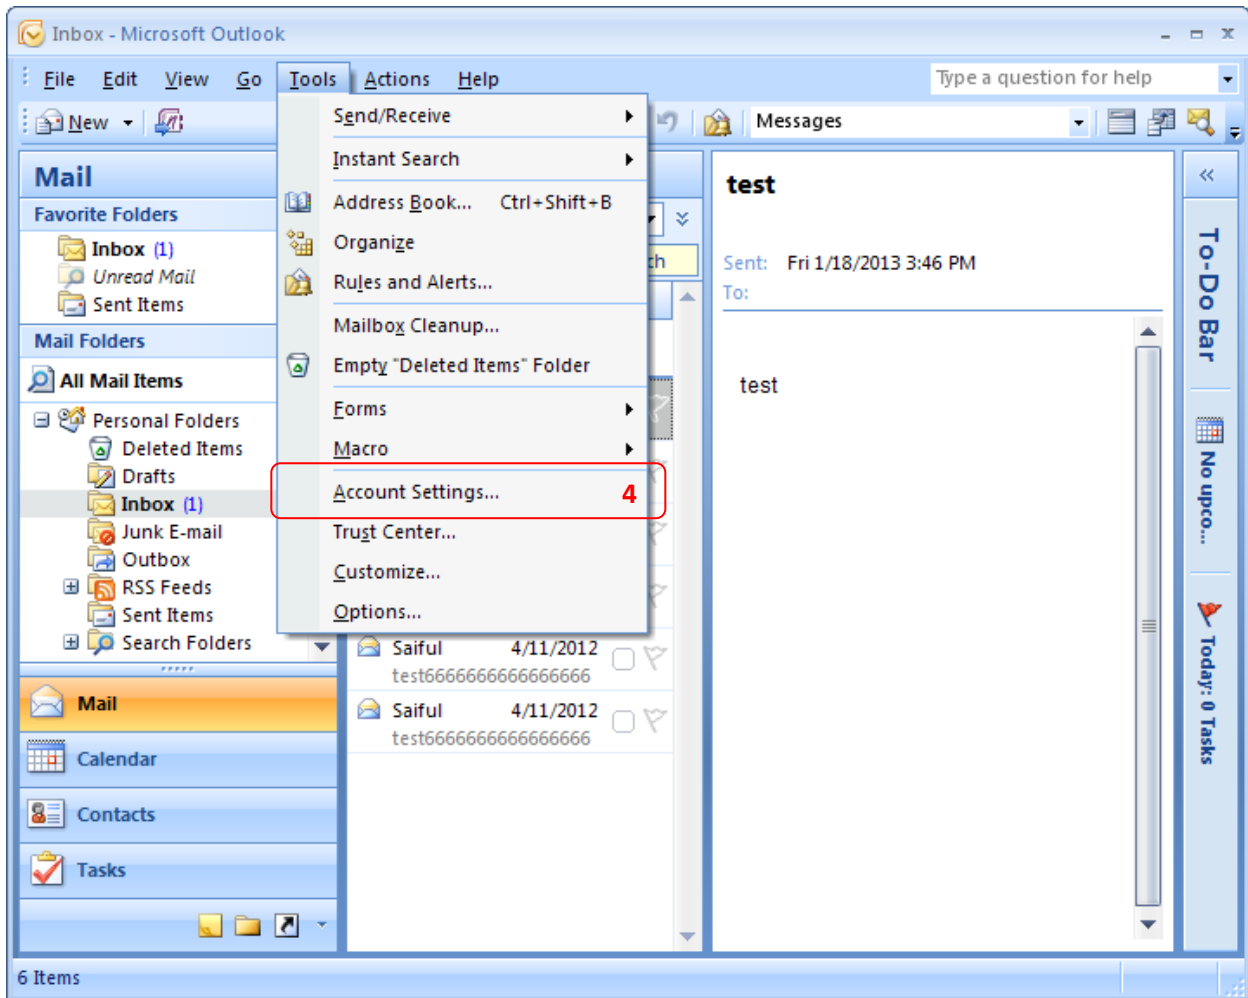 Inbox - Microsoft Outlook
File Edit View Go Tools Actions Help
Type a question for help
New
Messages
Mail
Favorite Folders
Inbox (1)
Unread Mail
Sent Items
Mail Folders
All Mail Items
Personal Folders
Deleted Items
Drafts
Inbox (1)
Junk E-mail
Outbox
RSS Feeds
Sent Items
Search Folders
Mail
Calendar
Contacts
Tasks
Send/Receive
Instant Search
Address Book... Ctrl+Shift+B
Organize
Rules and Alerts...
Mailbox Cleanup...
Empty "Deleted Items" Folder
Forms
Macro
Account Settings... 4
Trust Center...
Customize...
Options...
ch
Saiful 4/11/2012
test6666666666666666
Saiful 4/11/2012
test6666666666666666
test
Sent: Fri 1/18/2013 3:46 PM
To:
test
To-Do Bar
No upco...
Today: 0 Tasks
6 Items